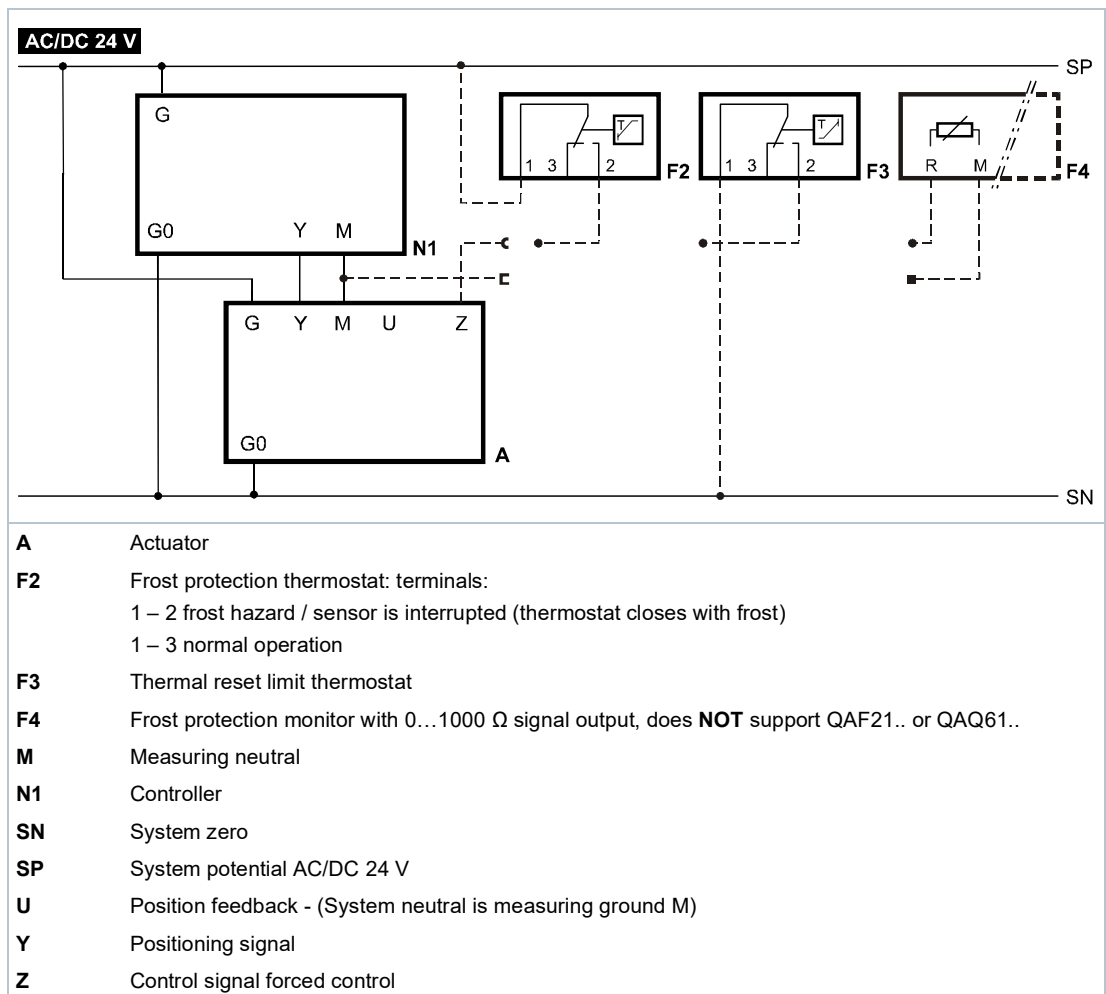 AC/DC 24 V
SP
G
G0 Y M
N1
1 3 2
F2
1 3 2
F3
R M
F4
G Y M U Z
G0
A
SN
A Actuator
F2 Frost protection thermostat: terminals:
1 – 2 frost hazard / sensor is interrupted (thermostat closes with frost)
1 – 3 normal operation
F3 Thermal reset limit thermostat
F4 Frost protection monitor with 0…1000 Ω signal output, does NOT support QAF21.. or QAQ61..
M Measuring neutral
N1 Controller
SN System zero
SP System potential AC/DC 24 V
U Position feedback - (System neutral is measuring ground M)
Y Positioning signal
Z Control signal forced control